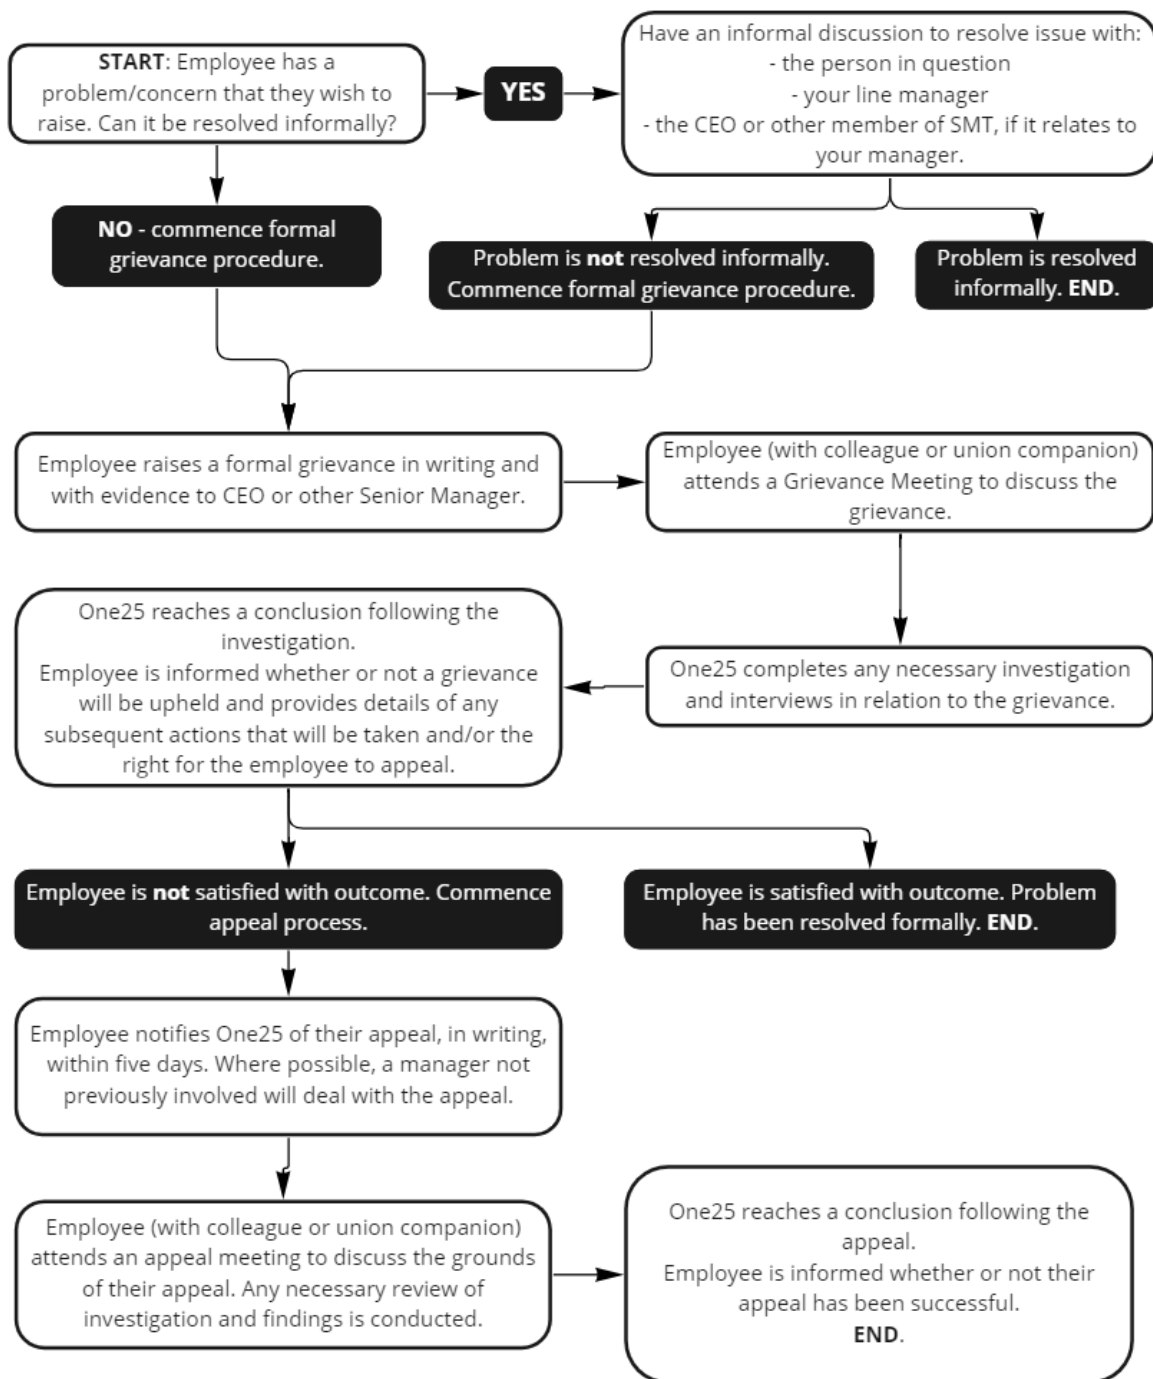 START: Employee has a
problem/concern that they wish to
raise. Can it be resolved informally?
YES
Have an informal discussion to resolve issue with:
- the person in question
- your line manager
- the CEO or other member of SMT, if it relates to
your manager.
NO - commence formal
grievance procedure.
Problem is not resolved informally.
Commence formal grievance procedure.
Problem is resolved
informally. END.
Employee raises a formal grievance in writing and
with evidence to CEO or other Senior Manager.
Employee (with colleague or union companion)
attends a Grievance Meeting to discuss the
grievance.
One25 completes any necessary investigation
and interviews in relation to the grievance.
One25 reaches a conclusion following the
investigation.
Employee is informed whether or not a grievance
will be upheld and provides details of any
subsequent actions that will be taken and/or the
right for the employee to appeal.
Employee is not satisfied with outcome. Commence
appeal process.
Employee is satisfied with outcome. Problem
has been resolved formally. END.
Employee notifies One25 of their appeal, in writing,
within five days. Where possible, a manager not
previously involved will deal with the appeal.
Employee (with colleague or union companion)
attends an appeal meeting to discuss the grounds
of their appeal. Any necessary review of
investigation and findings is conducted.
One25 reaches a conclusion following the
appeal.
Employee is informed whether or not their
appeal has been successful.
END.